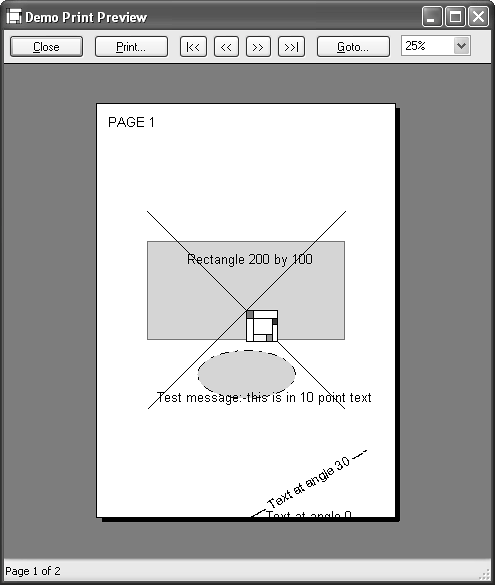 Demo Print Preview
Close Print... |<< << >> >>| Goto... 25%
PAGE 1
Rectangle 200 by 100
Test message:-this is in 10 point text
Text at angle 30
Text at angle 0
Page 1 of 2